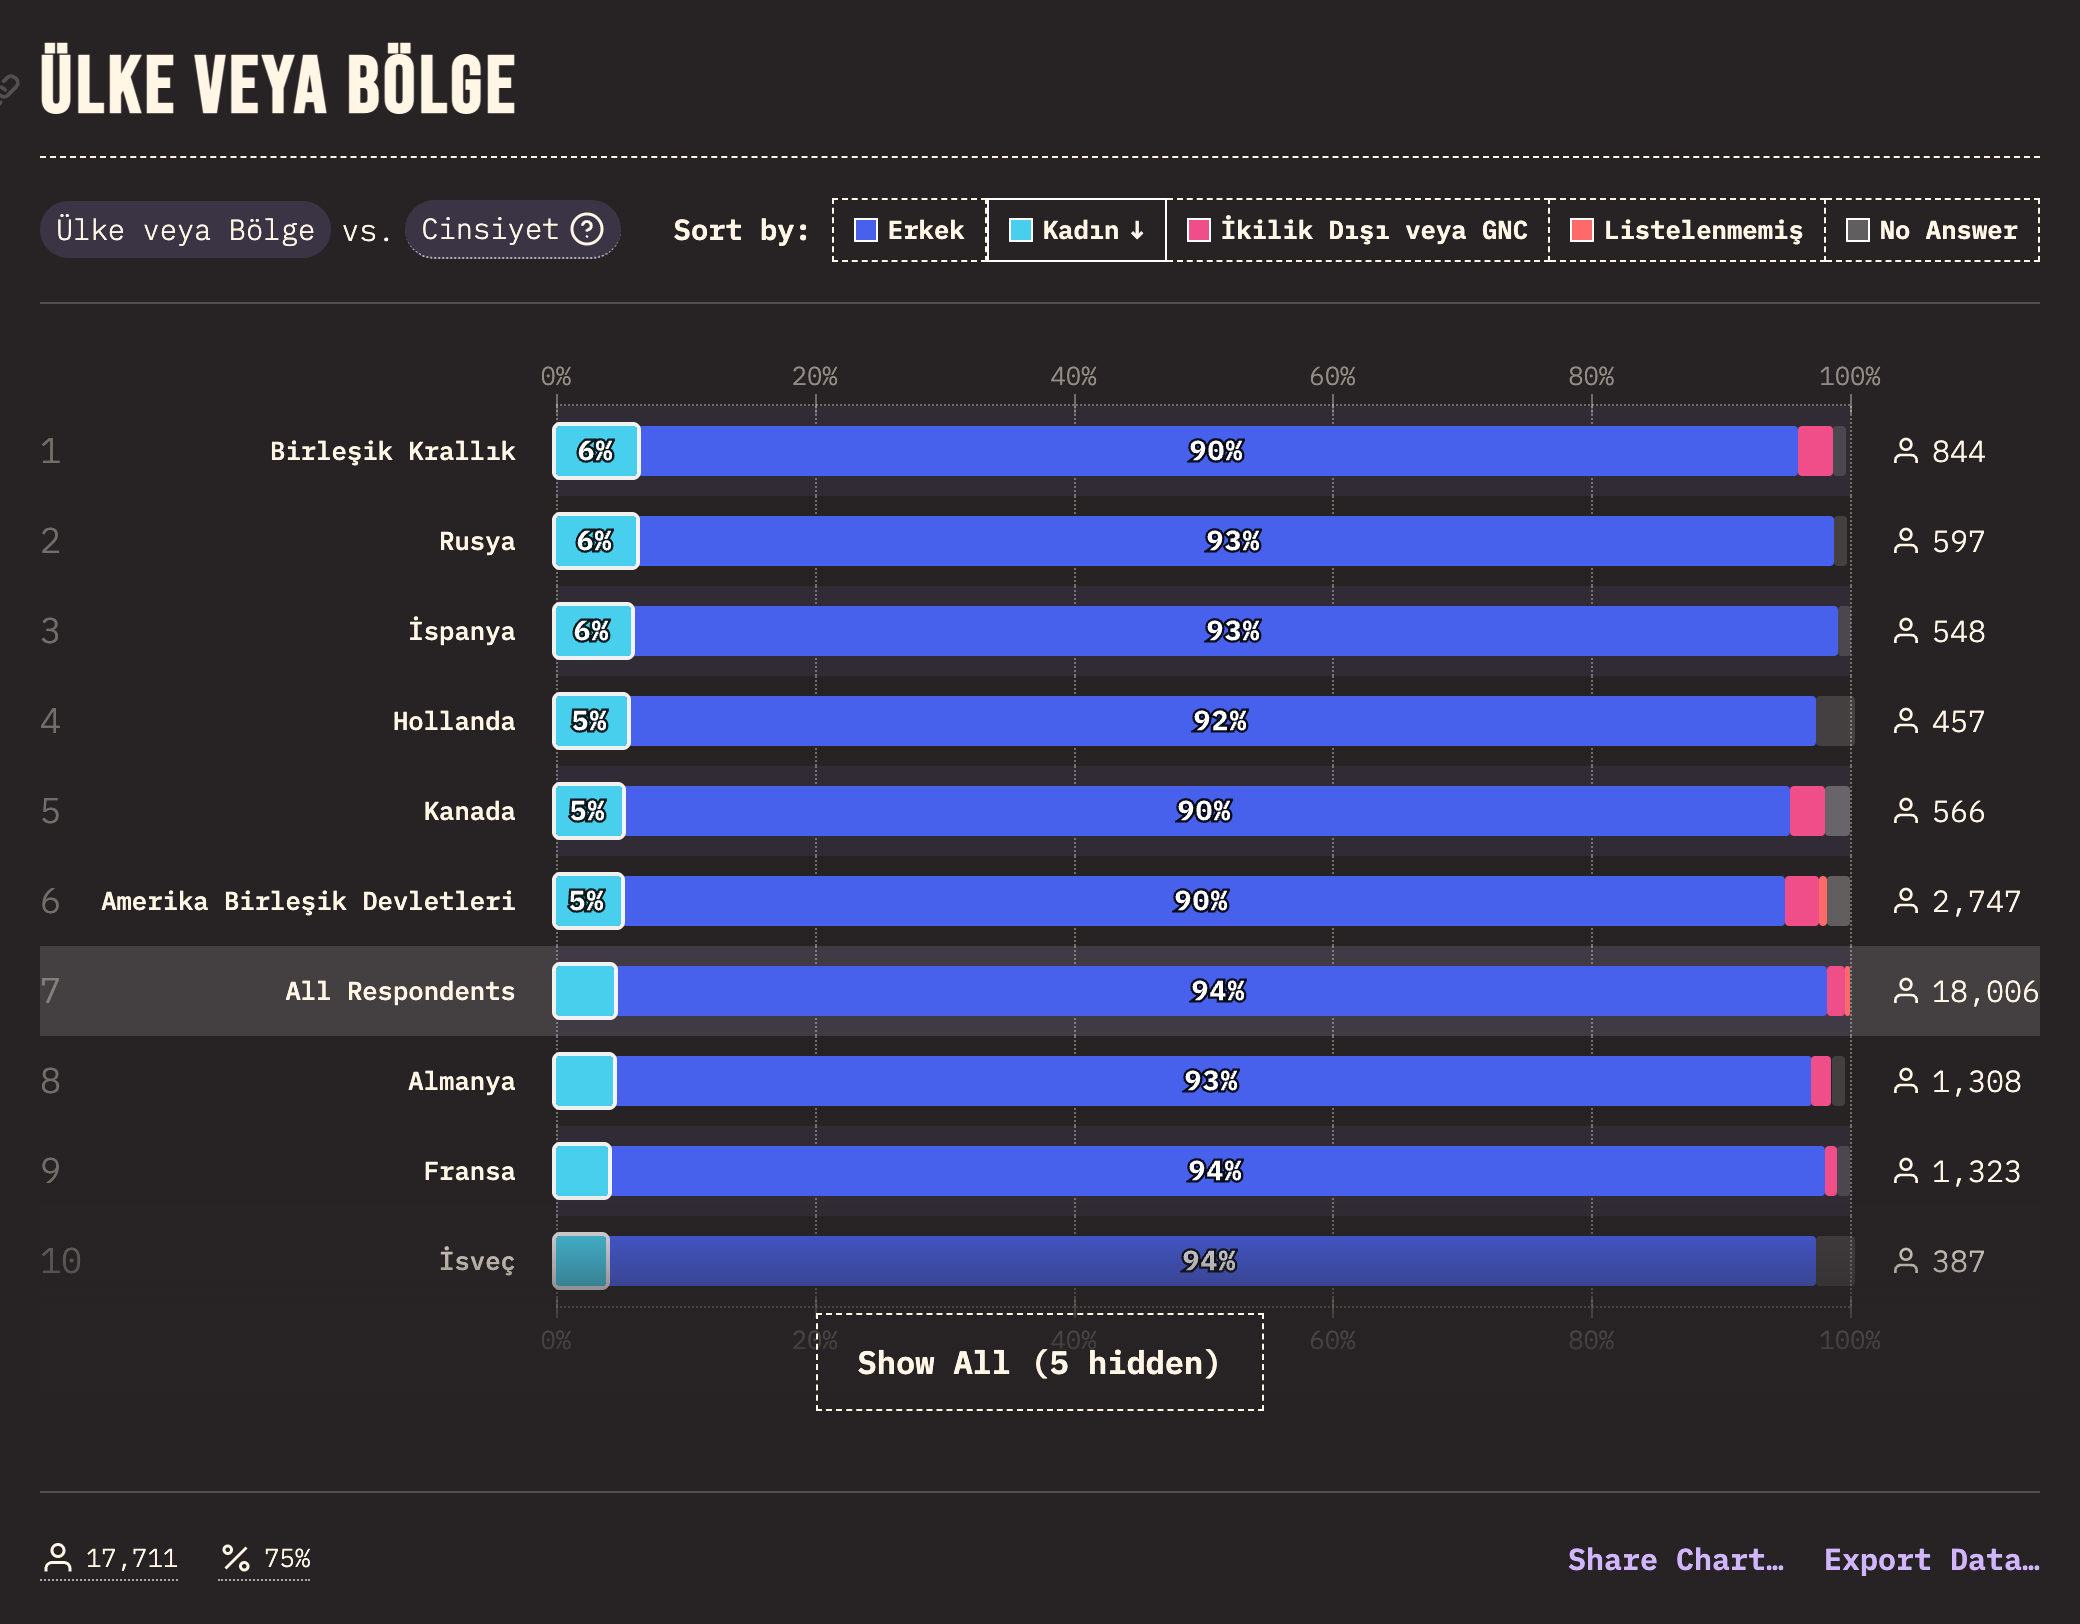 ÜLKE VEYA BÖLGE
Ülke veya Bölge vs. Cinsiyet ? Sort by: Erkek Kadın ↓ İkilik Dışı veya GNC Listelenmemiş No Answer
0% 20% 40% 60% 80% 100%
1 Birleşik Krallık 6% 90% 844
2 Rusya 6% 93% 597
3 İspanya 6% 93% 548
4 Hollanda 5% 92% 457
5 Kanada 5% 90% 566
6 Amerika Birleşik Devletleri 5% 90% 2,747
7 All Respondents 94% 18,006
8 Almanya 93% 1,308
9 Fransa 94% 1,323
10 İsveç 94% 387
0% 20% 40% 60% 80% 100%
Show All (5 hidden)
17,711 % 75% Share Chart… Export Data…